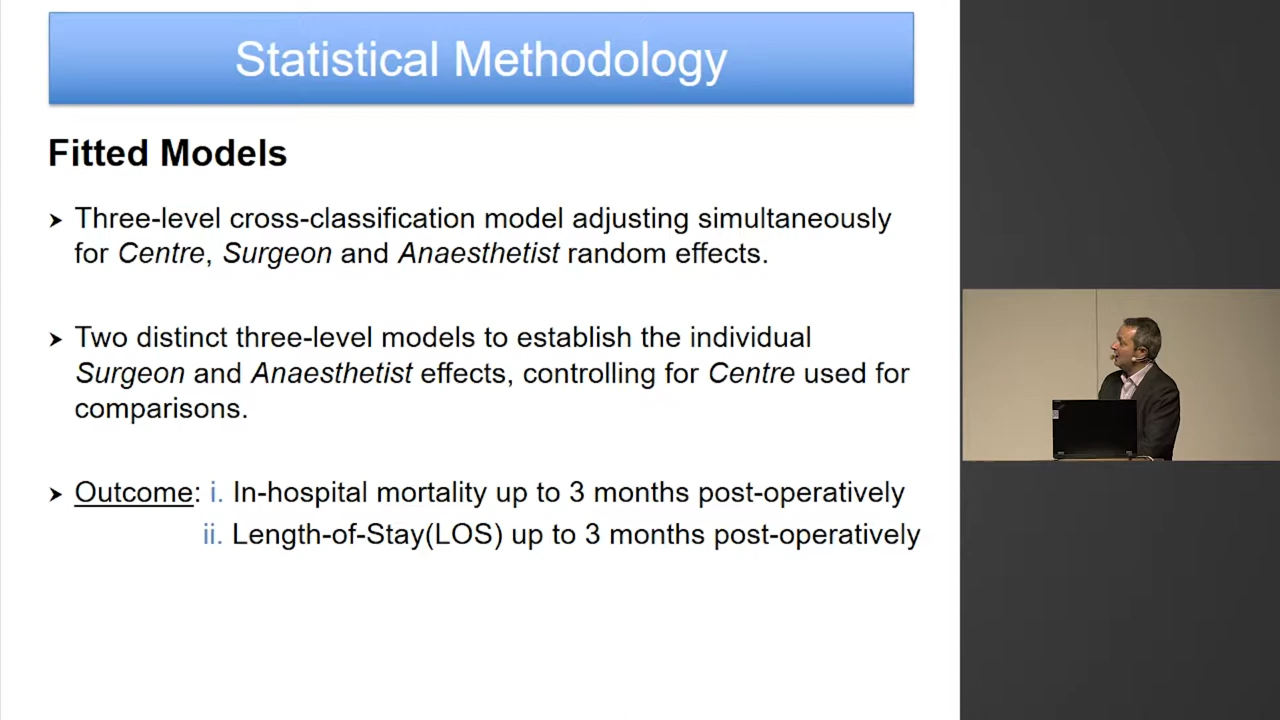 Statistical Methodology
Fitted Models
Three-level cross-classification model adjusting simultaneously
for Centre, Surgeon and Anaesthetist random effects.
Two distinct three-level models to establish the individual
Surgeon and Anaesthetist effects, controlling for Centre used for
comparisons.
Outcome: i. In-hospital mortality up to 3 months post-operatively
ii. Length-of-Stay(LOS) up to 3 months post-operatively